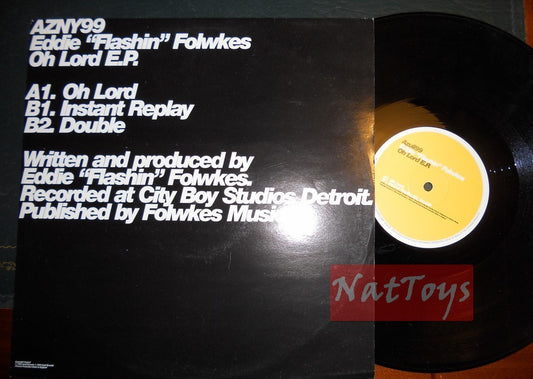 AZNY99
Eddie "Flashin" Folwkes
Oh Lord E.P.
A1. Oh Lord
B1. Instant Replay
B2. Double
Written and produced by
Eddie "Flashin" Folwkes.
Recorded at City Boy Studios Detroit.
Published by Folwkes Music
Oh Lord E.P.
NatToys